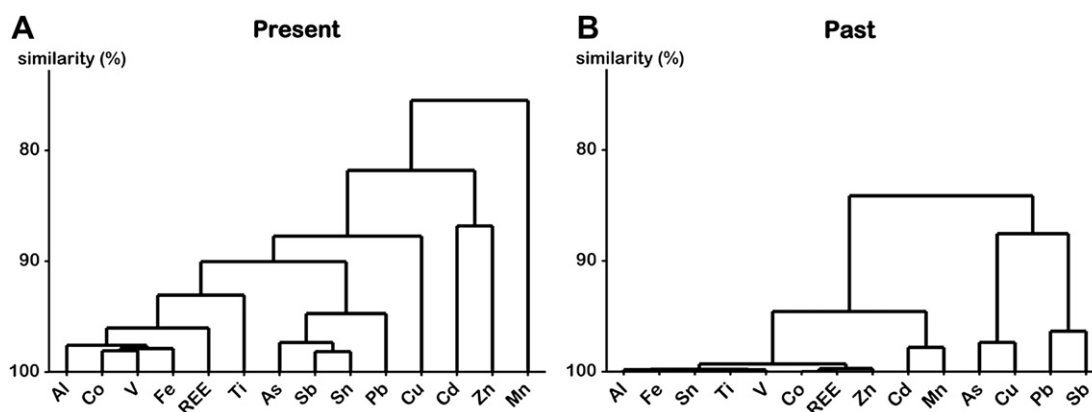 A
Present
similarity (%)
80
90
100
Al Co V Fe REE Ti As Sb Sn Pb Cu Cd Zn Mn
B
Past
similarity (%)
80
90
100
Al Fe Sn Ti V Co REE Zn Cd Mn As Cu Pb Sb